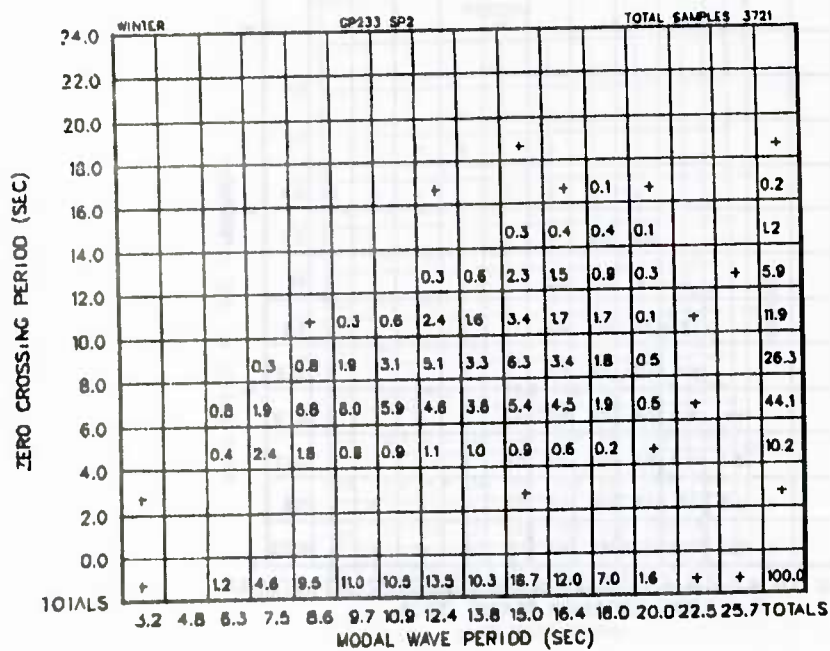 WINTER GP233 SP2 TOTAL SAMPLES 3721
24.0
22.0
20.0
+ +
18.0
+ + 0.1 + 0.2
16.0
0.3 0.4 0.4 0.1 1.2
14.0
0.3 0.6 2.3 1.5 0.9 0.3 + 5.9
12.0
+ 0.3 0.6 2.4 1.6 3.4 1.7 1.7 0.1 + 11.9
10.0
0.3 0.8 1.9 3.1 5.1 3.3 6.3 3.4 1.8 0.5 26.3
8.0
0.8 1.9 6.8 8.0 5.9 4.8 3.8 5.4 4.5 1.9 0.6 + 44.1
6.0
0.4 2.4 1.8 0.8 0.9 1.1 1.0 0.9 0.6 0.2 + 10.2
4.0
+ + +
2.0
0.0
+ 1.2 4.6 9.5 11.0 10.5 13.5 10.3 18.7 12.0 7.0 1.6 + + 100.0
TOTALS
3.2 4.8 6.3 7.5 8.6 9.7 10.9 12.4 13.8 15.0 16.4 18.0 20.0 22.5 25.7 TOTALS
MODAL WAVE PERIOD (SEC)
ZERO CROSSING PERIOD (SEC)